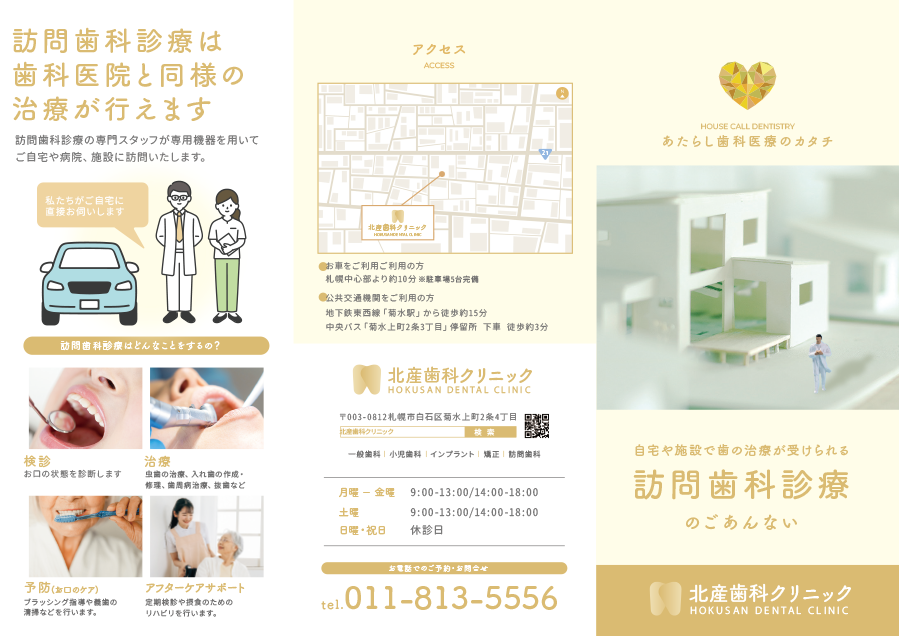 訪問歯科診療は
歯科医院と同様の
治療が行えます
訪問歯科診療の専門スタッフが専用機器を用いて
ご自宅や病院、施設に訪問いたします。
私たちがご自宅に
直接お伺いします
訪問歯科診療はどんなことをするの?
検診
お口の状態を診断します
治療
虫歯の治療、入れ歯の作成・
修理、歯周病治療、抜歯など
予防(お口のケア)
ブラッシング指導や義歯の
清掃などを行います。
アフターケアサポート
定期検診や摂食のための
リハビリを行います。
アクセス
ACCESS
21
北産歯科クリニック
HOKUSAN DENTAL CLINIC
お車をご利用ご利用の方
札幌中心部より約10分 ※駐車場5台完備
公共交通機関をご利用の方
地下鉄東西線「菊水駅」から徒歩約15分
中央バス「菊水上町2条3丁目」停留所 下車 徒歩約3分
北産歯科クリニック
HOKUSAN DENTAL CLINIC
〒003-0812札幌市白石区菊水上町2条4丁目
北産歯科クリニック 検索
一般歯科 | 小児歯科 | インプラント | 矯正 | 訪問歯科
月曜 – 金曜 9:00-13:00/14:00-18:00
土曜 9:00-13:00/14:00-18:00
日曜・祝日 休診日
お電話でのご予約・お問合せ
tel.011-813-5556
HOUSE CALL DENTISTRY
あたらし歯科医療のカタチ
自宅や施設で歯の治療が受けられる
訪問歯科診療
のごあんない
北産歯科クリニック
HOKUSAN DENTAL CLINIC